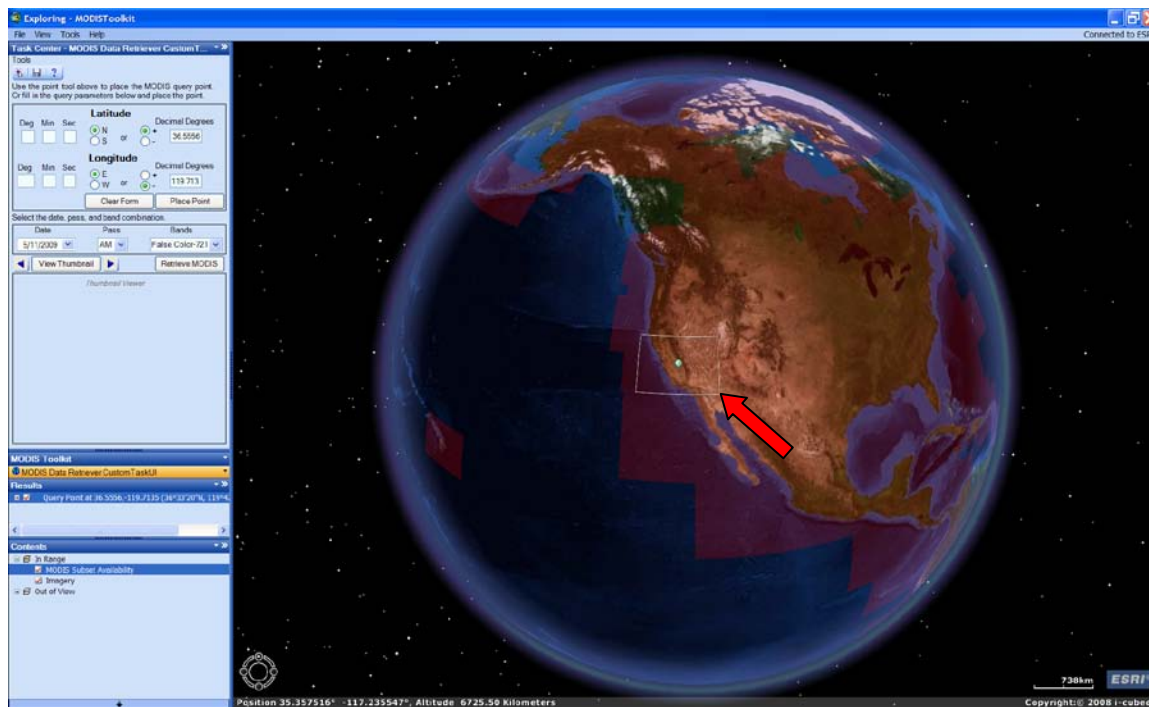 Exploring - MODISToolkit
File View Tools Help
Connected to ESRI
Task Center - MODIS Data Retriever CustomT...
Tools
Use the point tool above to place the MODIS query point.
Or fill in the query parameters below and place the point.
Latitude
Deg Min Sec
Decimal Degrees
N + 
S or -
36.5556
Longitude
Deg Min Sec
Decimal Degrees
E +
W or -
119.713
Clear Form Place Point
Select the date, pass, and band combination.
Date Pass Bands
5/11/2009 AM False Color-721
View Thumbnail Retrieve MODIS
Thumbnail Viewer
MODIS Toolkit
MODIS Data Retriever CustomTaskUI
Results
Query Point at 36.5556,-119.7135 (36°33'20"N, 119°4
Contents
In Range
MODIS Subset Availability
Imagery
Out of View
738km
ESRI
Position 35.357516° -117.235547°, Altitude 6725.50 Kilometers
Copyright:© 2008 i-cubed